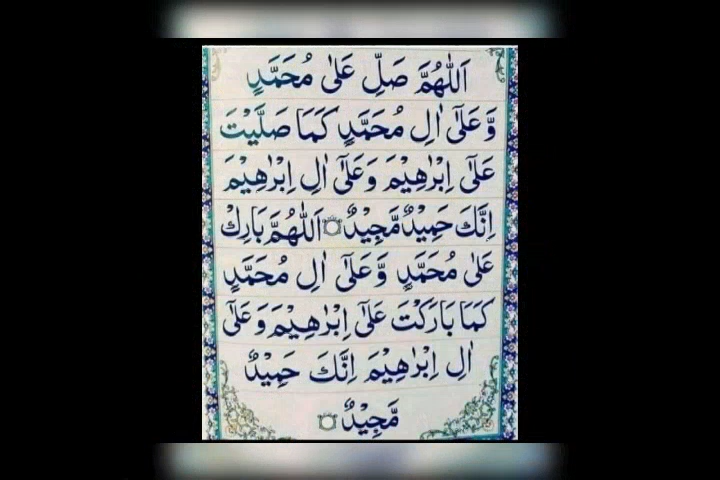 اَللّٰهُمَّ صَلِّ عَلٰی مُحَمَّدٍ
وَّعَلٰۤی اٰلِ مُحَمَّدٍ کَمَا صَلَّیْتَ
عَلٰۤی اِبْرٰهِیْمَ وَعَلٰۤی اٰلِ اِبْرٰهِیْمَ
اِنَّکَ حَمِیْدٌ مَّجِیْدٌ ۝ اَللّٰهُمَّ بَارِکْ
عَلٰی مُحَمَّدٍ وَّعَلٰۤی اٰلِ مُحَمَّدٍ
کَمَا بَارَکْتَ عَلٰۤی اِبْرٰهِیْمَ وَعَلٰۤی
اٰلِ اِبْرٰهِیْمَ اِنَّکَ حَمِیْدٌ
مَّجِیْدٌ ۝